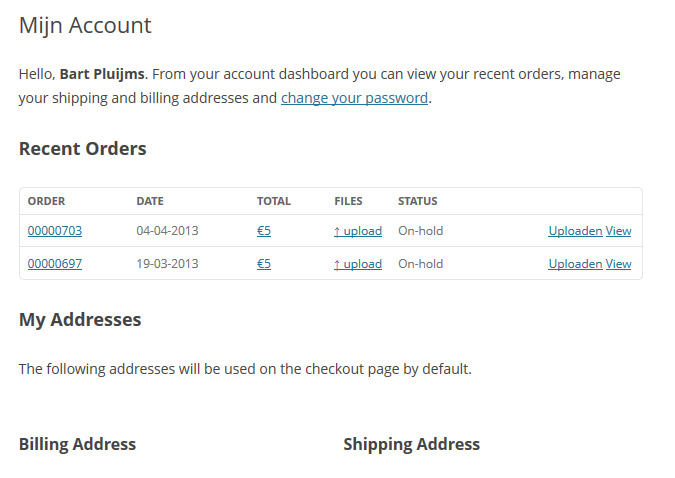 Mijn Account
Hello, Bart Pluijms. From your account dashboard you can view your recent orders, manage
your shipping and billing addresses and change your password.
Recent Orders
ORDER DATE TOTAL FILES STATUS
00000703 04-04-2013 €5 ↑ upload On-hold Uploaden View
00000697 19-03-2013 €5 ↑ upload On-hold Uploaden View
My Addresses
The following addresses will be used on the checkout page by default.
Billing Address Shipping Address